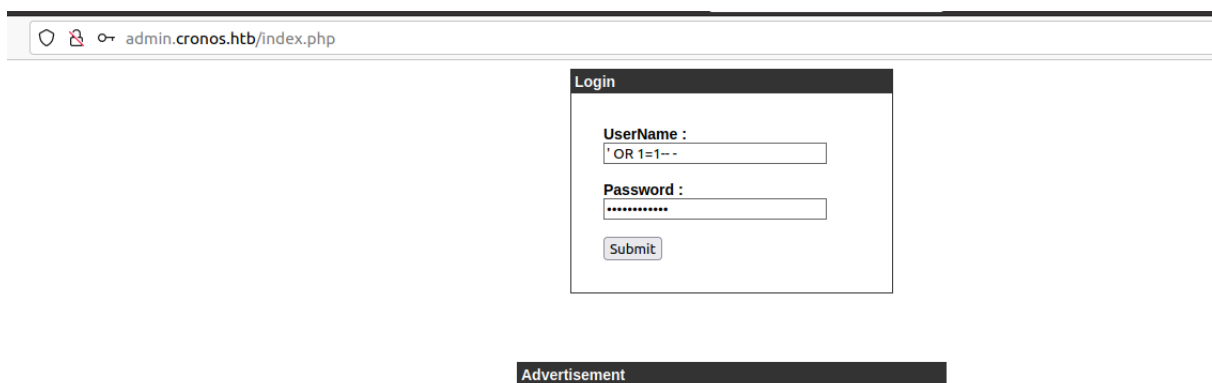 admin.cronos.htb/index.php
Login
UserName :
' OR 1=1-- -
Password :
••••••••••••
Submit
Advertisement